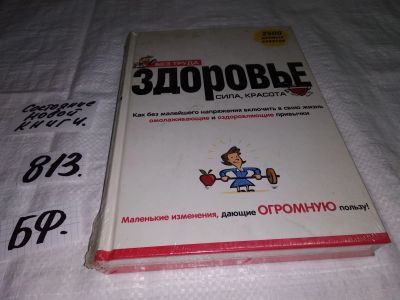 Состояние
новой
книги.
813.
БФ.
2500
БЕЗ ТРУДА
ЗДОРОВЬЕ
СИЛА, КРАСОТА
Как без малейшего напряжения включить в свою жизнь
омолаживающие и оздоровляющие привычки
Маленькие изменения, дающие ОГРОМНУЮ пользу!